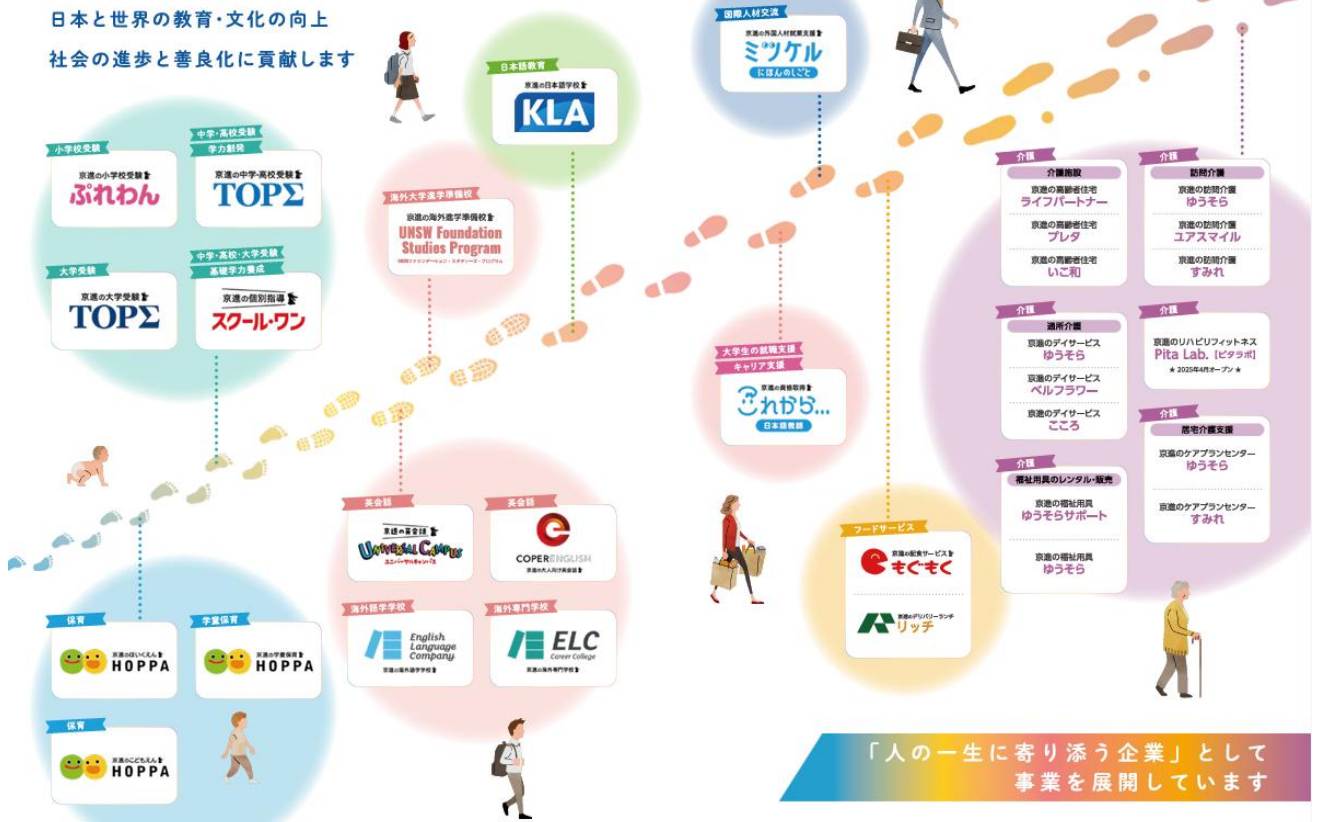 日本と世界の教育・文化の向上
社会の進歩と善良化に貢献します
小学校受験
京進の小学校受験
ぷれわん
中学・高校受験
学力創発
京進の中学・高校受験
TOPΣ
大学受験
京進の大学受験
TOPΣ
中学・高校・大学受験
基礎学力養成
京進の個別指導
スクール・ワン
日本語教育
京進の日本語学校
KLA
海外大学進学準備校
京進の海外進学準備校
UNSW Foundation
Studies Program
国際人材交流
京進の外国人材就業支援
ミツケル
にほんのしごと
大学生の就職支援
キャリア支援
京進の資格取得
これから...
日本語教師
保育
京進のほいくえん
HOPPA
学童保育
京進の学童保育
HOPPA
保育
京進のこどもえん
HOPPA
英会話
京進の英会話
UNIVERSAL CAMPUS
ユニバーサルキャンパス
英会話
COPER ENGLISH
京進の大人向け英会話
海外語学学校
English
Language
Company
京進の海外語学学校
海外専門学校
ELC
Career College
京進の海外専門学校
フードサービス
京進の配食サービス
もぐもく
京進のデリバリーランチ
リッチ
介護
介護施設
京進の高齢者住宅
ライフパートナー
京進の高齢者住宅
プレタ
京進の高齢者住宅
いこ和
介護
訪問介護
京進の訪問介護
ゆうそら
京進の訪問介護
ユアスマイル
京進の訪問介護
すみれ
介護
通所介護
京進のデイサービス
ゆうそら
京進のデイサービス
ベルフラワー
京進のデイサービス
こころ
介護
京進のリハビリフィットネス
Pita Lab.【ピタラボ】
★ 2025年4月オープン ★
介護
居宅介護支援
京進のケアプランセンター
ゆうそら
京進のケアプランセンター
すみれ
介護
福祉用具のレンタル・販売
京進の福祉用具
ゆうそらサポート
京進の福祉用具
ゆうそら
「人の一生に寄り添う企業」として
事業を展開しています